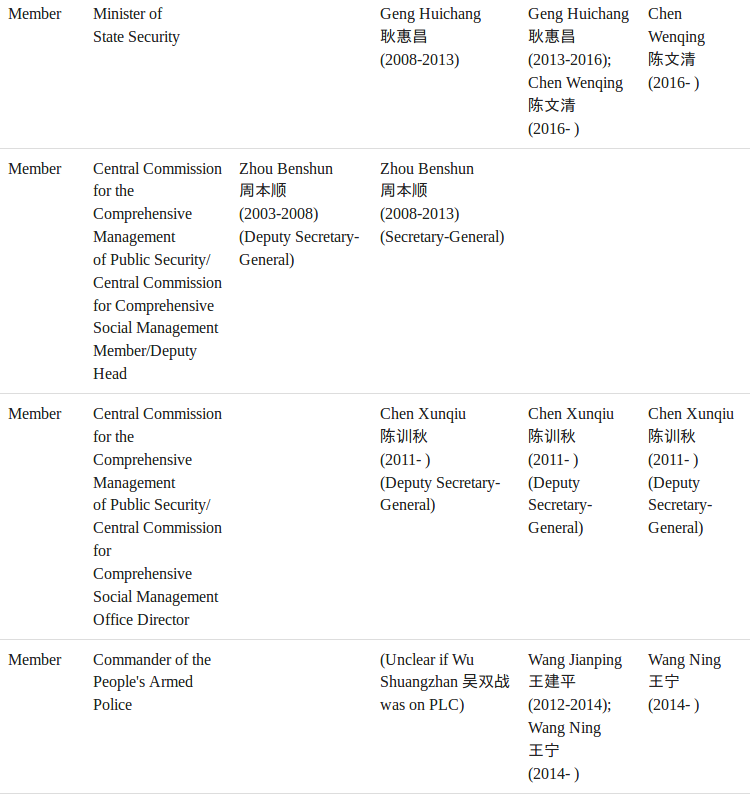 Member
Minister of
State Security
Geng Huichang
耿惠昌
(2008-2013)
Geng Huichang
耿惠昌
(2013-2016);
Chen Wenqing
陈文清
(2016- )
Chen
Wenqing
陈文清
(2016- )
Member
Central Commission
for the
Comprehensive
Management
of Public Security/
Central Commission
for Comprehensive
Social Management
Member/Deputy
Head
Zhou Benshun
周本顺
(2003-2008)
(Deputy Secretary-
General)
Zhou Benshun
周本顺
(2008-2013)
(Secretary-General)
Member
Central Commission
for the
Comprehensive
Management
of Public Security/
Central Commission
for
Comprehensive
Social Management
Office Director
Chen Xunqiu
陈训秋
(2011- )
(Deputy Secretary-
General)
Chen Xunqiu
陈训秋
(2011- )
(Deputy
Secretary-
General)
Chen Xunqiu
陈训秋
(2011- )
(Deputy
Secretary-
General)
Member
Commander of the
People's Armed
Police
(Unclear if Wu
Shuangzhan 吴双战
was on PLC)
Wang Jianping
王建平
(2012-2014);
Wang Ning
王宁
(2014- )
Wang Ning
王宁
(2014- )